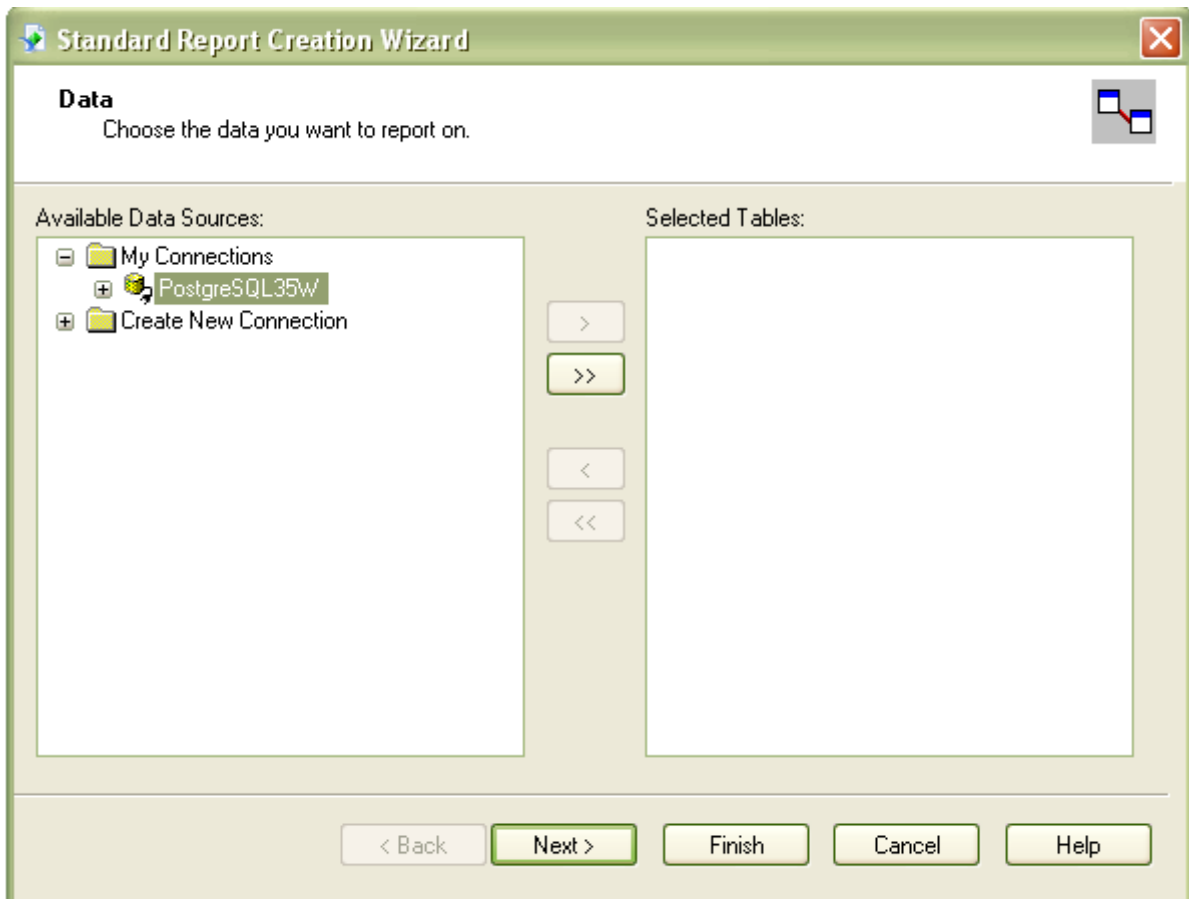 Standard Report Creation Wizard
Data
Choose the data you want to report on.
Available Data Sources:
Selected Tables:
My Connections
PostgreSQL35W
Create New Connection
>
>>
<
<<
< Back
Next >
Finish
Cancel
Help